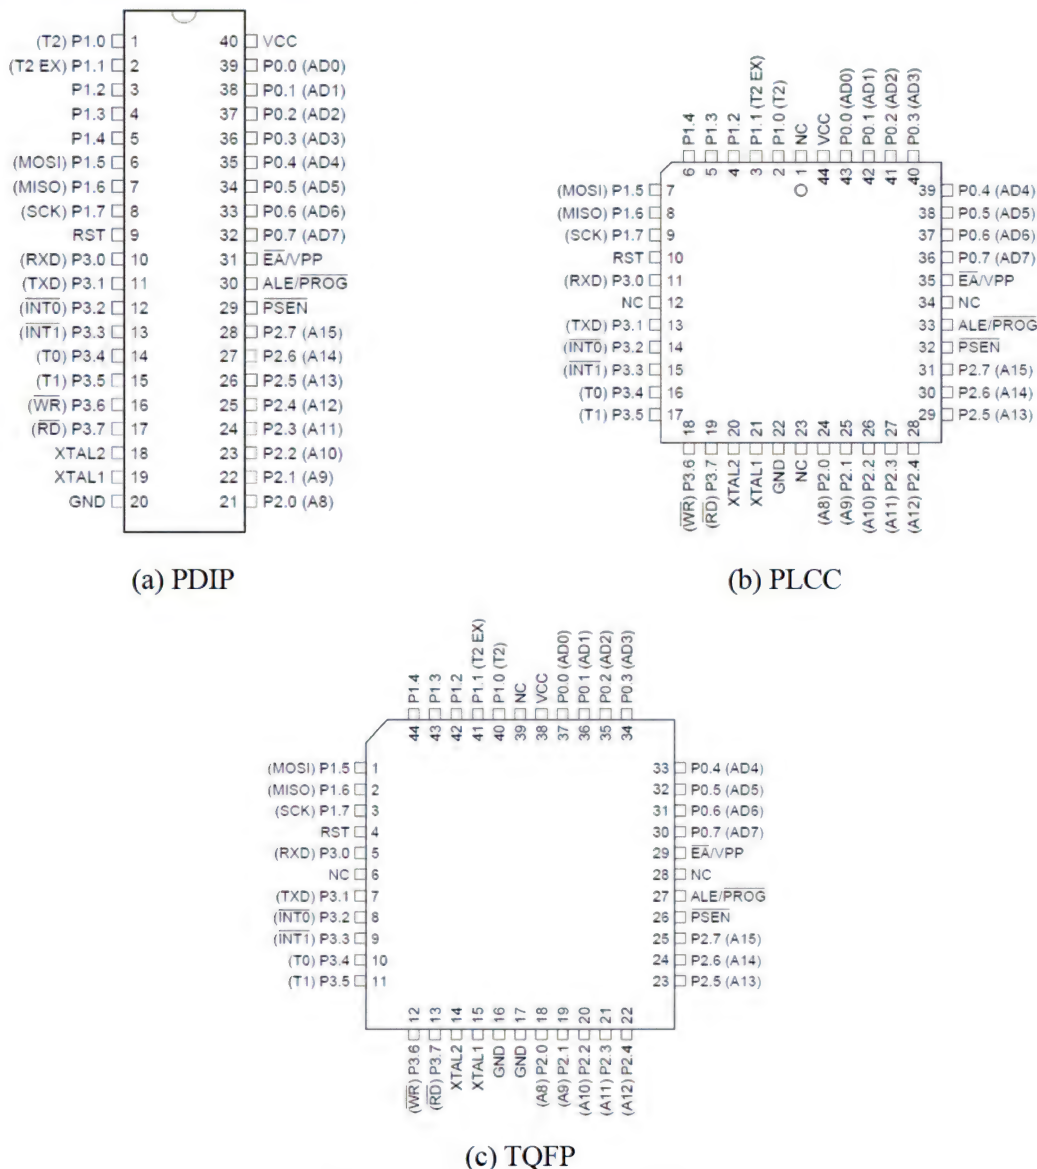 (T2) P1.0 1 40 VCC
(T2 EX) P1.1 2 39 P0.0 (AD0)
P1.2 3 38 P0.1 (AD1)
P1.3 4 37 P0.2 (AD2)
P1.4 5 36 P0.3 (AD3)
(MOSI) P1.5 6 35 P0.4 (AD4)
(MISO) P1.6 7 34 P0.5 (AD5)
(SCK) P1.7 8 33 P0.6 (AD6)
RST 9 32 P0.7 (AD7)
(RXD) P3.0 10 31 E̅A̅/VPP
(TXD) P3.1 11 30 ALE/P̅R̅O̅G̅
(I̅N̅T̅0̅) P3.2 12 29 P̅S̅E̅N̅
(I̅N̅T̅1̅) P3.3 13 28 P2.7 (A15)
(T0) P3.4 14 27 P2.6 (A14)
(T1) P3.5 15 26 P2.5 (A13)
(W̅R̅) P3.6 16 25 P2.4 (A12)
(R̅D̅) P3.7 17 24 P2.3 (A11)
XTAL2 18 23 P2.2 (A10)
XTAL1 19 22 P2.1 (A9)
GND 20 21 P2.0 (A8)
(a) PDIP
P1.4 P1.3 P1.2 P1.1 (T2 EX) P1.0 (T2) NC VCC P0.0 (AD0) P0.1 (AD1) P0.2 (AD2) P0.3 (AD3)
6 5 4 3 2 1 44 43 42 41 40
(MOSI) P1.5 7 39 P0.4 (AD4)
(MISO) P1.6 8 38 P0.5 (AD5)
(SCK) P1.7 9 37 P0.6 (AD6)
RST 10 36 P0.7 (AD7)
(RXD) P3.0 11 35 E̅A̅/VPP
NC 12 34 NC
(TXD) P3.1 13 33 ALE/P̅R̅O̅G̅
(I̅N̅T̅0̅) P3.2 14 32 P̅S̅E̅N̅
(I̅N̅T̅1̅) P3.3 15 31 P2.7 (A15)
(T0) P3.4 16 30 P2.6 (A14)
(T1) P3.5 17 29 P2.5 (A13)
18 19 20 21 22 23 24 25 26 27 28
(W̅R̅) P3.6 (R̅D̅) P3.7 XTAL2 XTAL1 GND NC (A8) P2.0 (A9) P2.1 (A10) P2.2 (A11) P2.3 (A12) P2.4
(b) PLCC
P1.4 P1.3 P1.2 P1.1 (T2 EX) P1.0 (T2) NC VCC P0.0 (AD0) P0.1 (AD1) P0.2 (AD2) P0.3 (AD3)
44 43 42 41 40 39 38 37 36 35 34
(MOSI) P1.5 1 33 P0.4 (AD4)
(MISO) P1.6 2 32 P0.5 (AD5)
(SCK) P1.7 3 31 P0.6 (AD6)
RST 4 30 P0.7 (AD7)
(RXD) P3.0 5 29 E̅A̅/VPP
NC 6 28 NC
(TXD) P3.1 7 27 ALE/P̅R̅O̅G̅
(I̅N̅T̅0̅) P3.2 8 26 P̅S̅E̅N̅
(I̅N̅T̅1̅) P3.3 9 25 P2.7 (A15)
(T0) P3.4 10 24 P2.6 (A14)
(T1) P3.5 11 23 P2.5 (A13)
12 13 14 15 16 17 18 19 20 21 22
(W̅R̅) P3.6 (R̅D̅) P3.7 XTAL2 XTAL1 GND GND (A8) P2.0 (A9) P2.1 (A10) P2.2 (A11) P2.3 (A12) P2.4
(c) TQFP